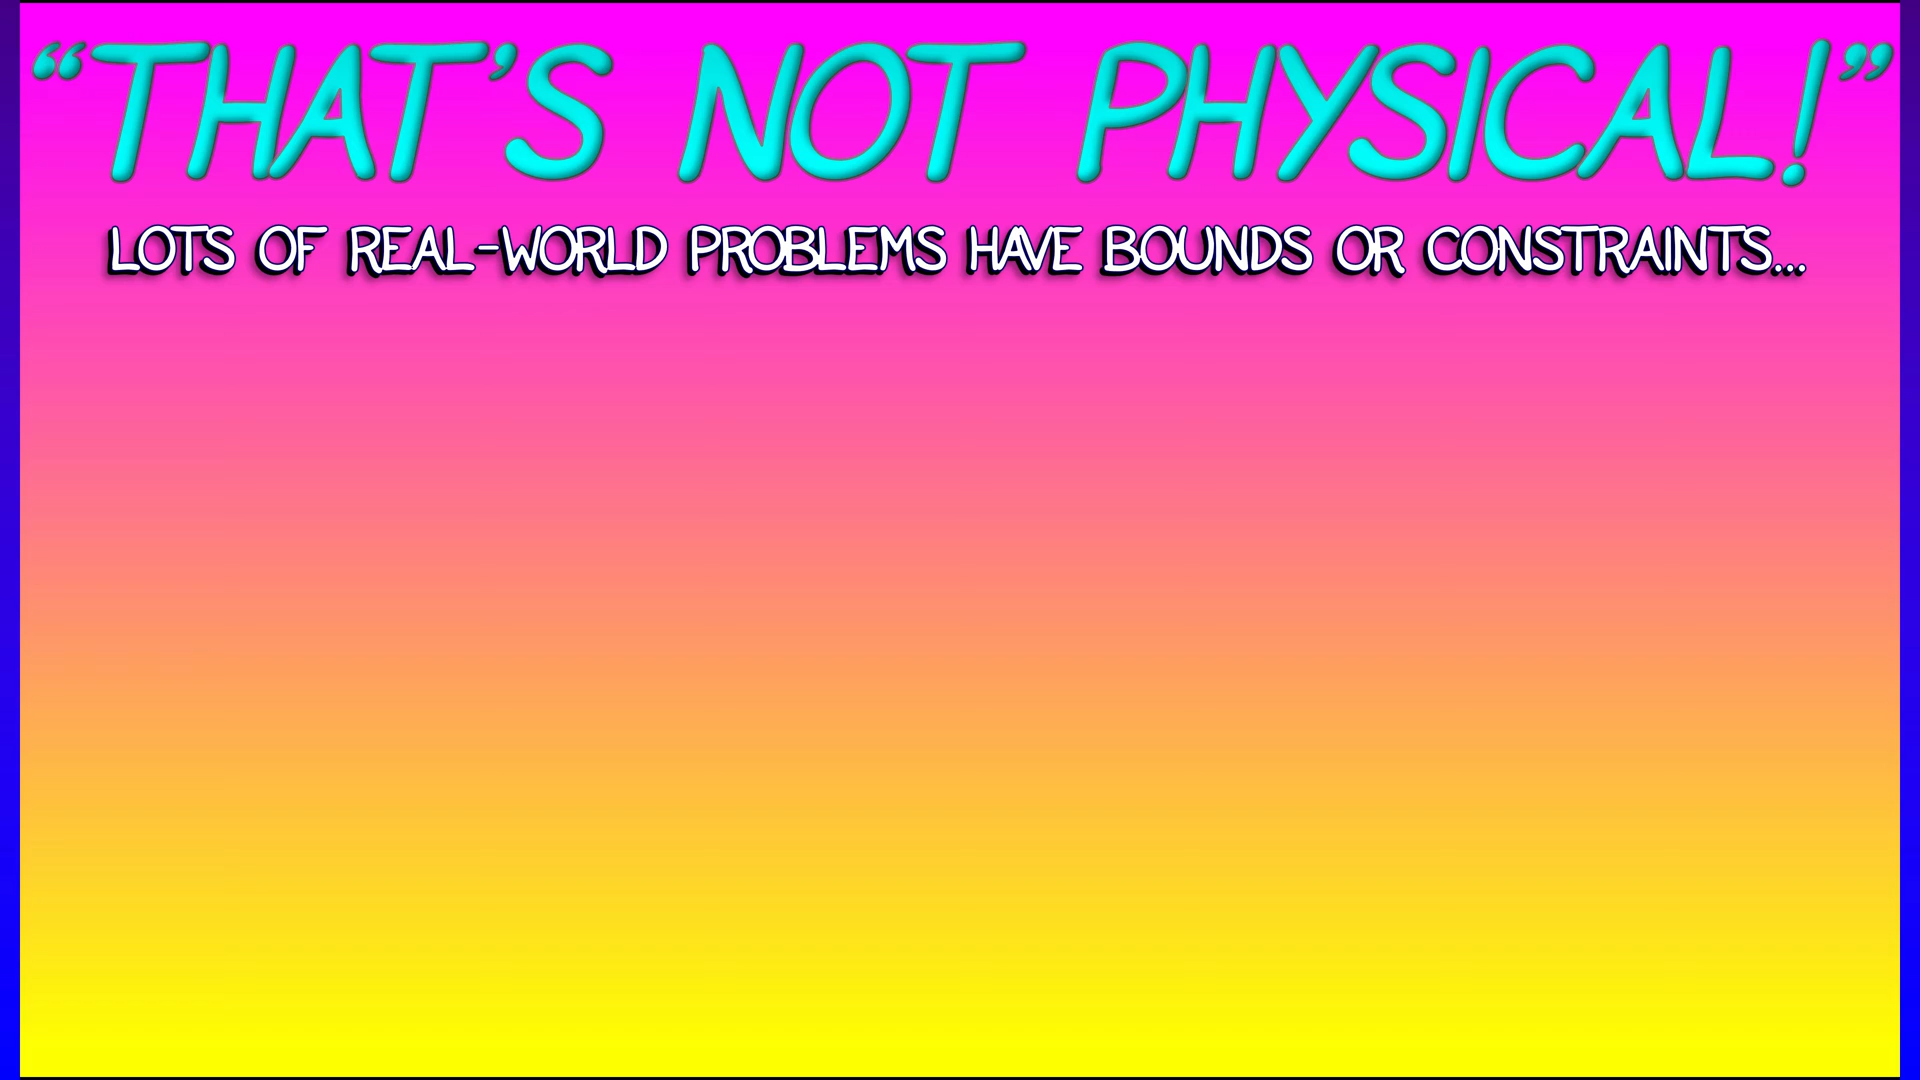 “THAT’S NOT PHYSICAL!”
LOTS OF REAL-WORLD PROBLEMS HAVE BOUNDS OR CONSTRAINTS...